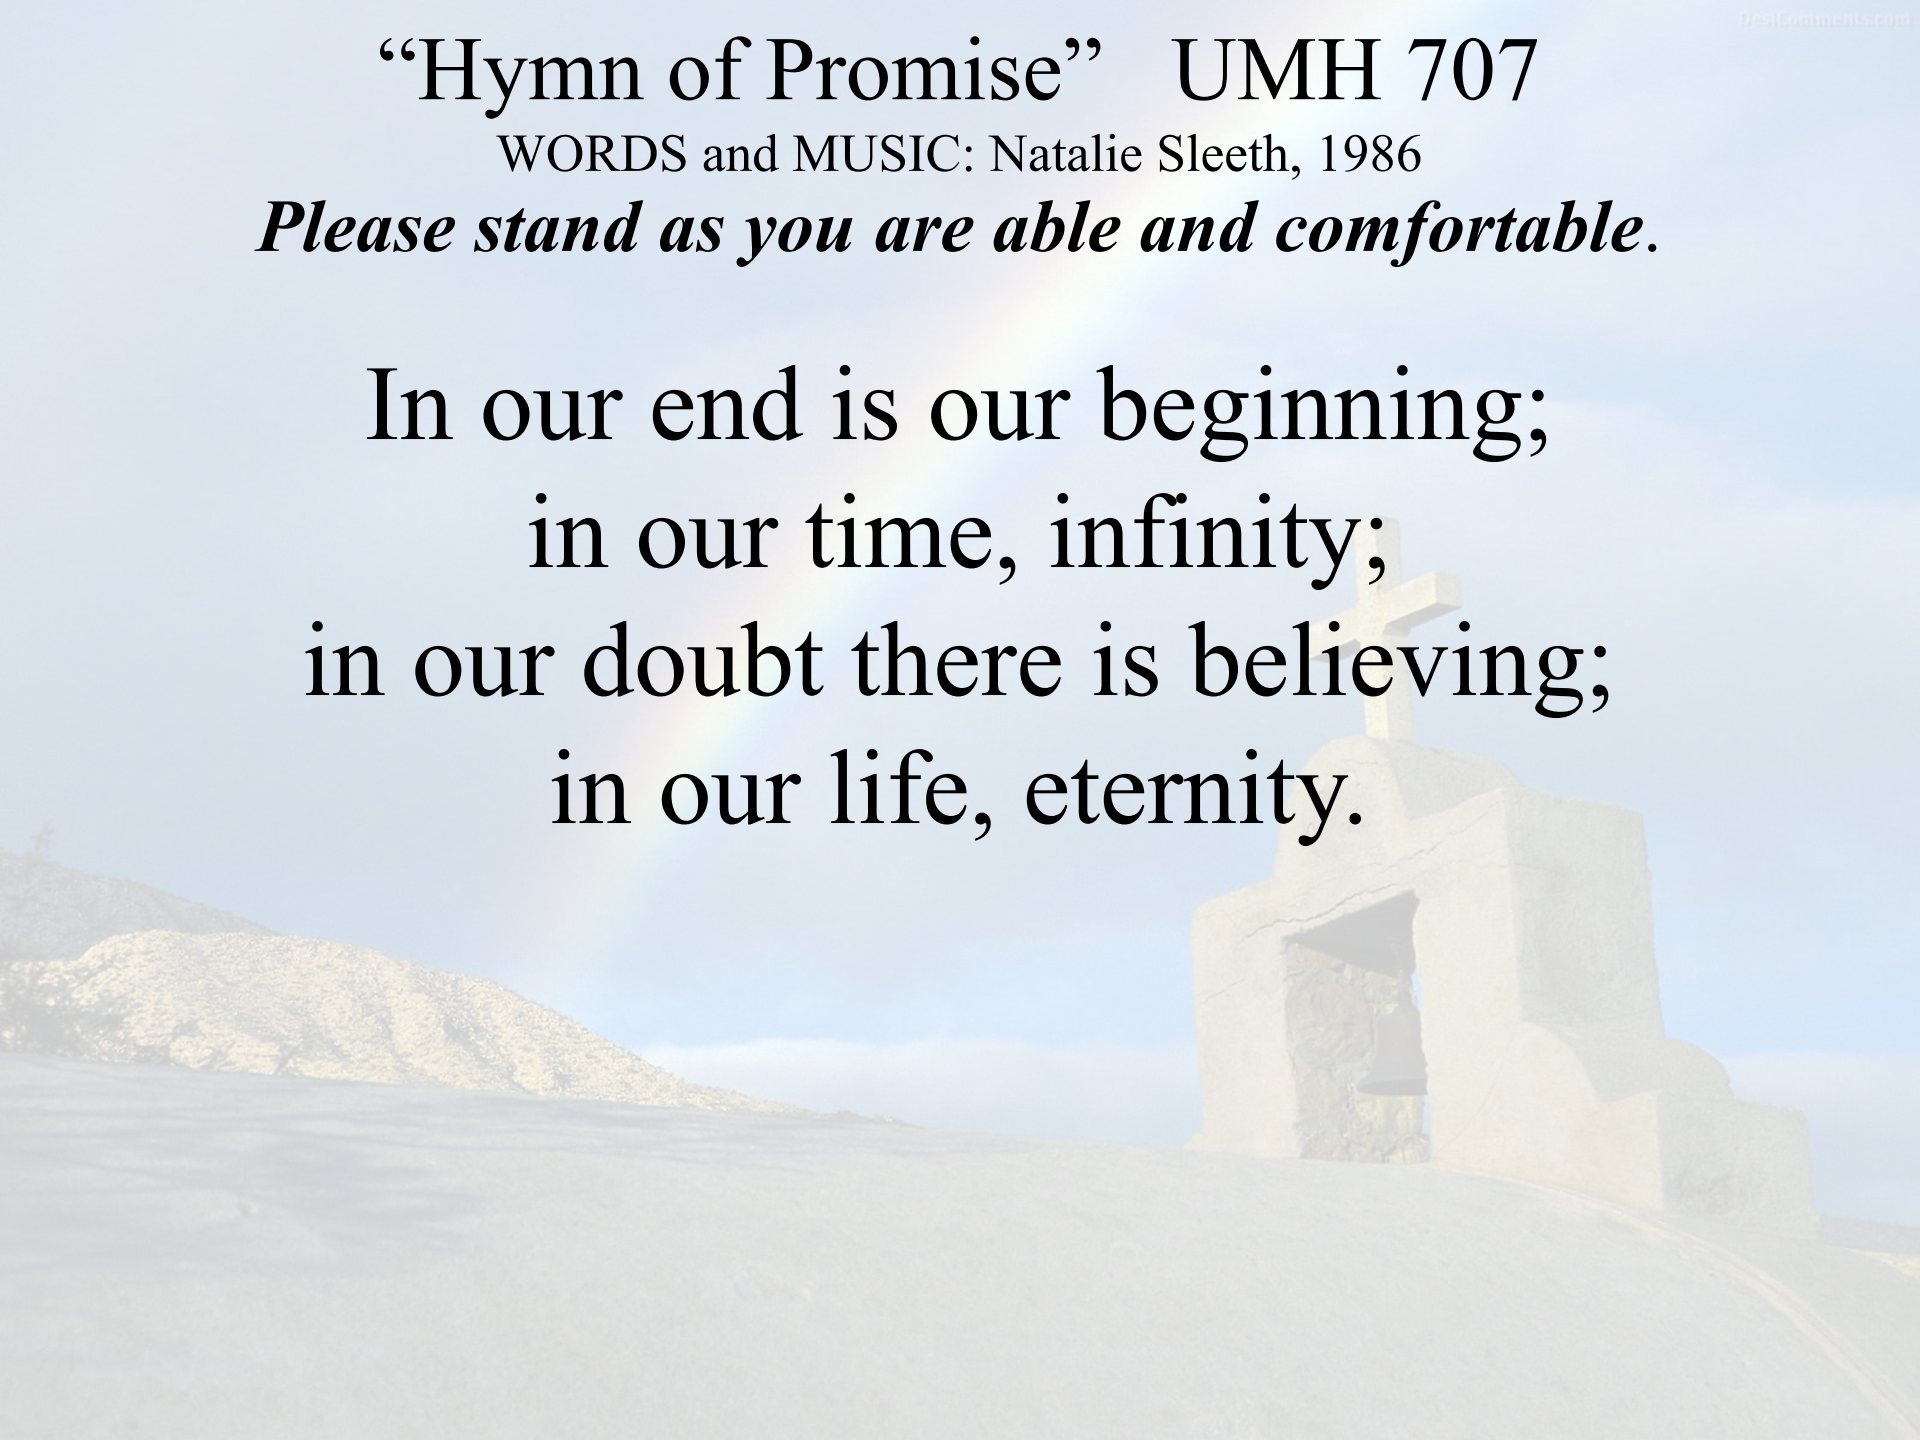 DesiComments.com
“Hymn of Promise”   UMH 707
WORDS and MUSIC: Natalie Sleeth, 1986
Please stand as you are able and comfortable.
In our end is our beginning;
in our time, infinity;
in our doubt there is believing;
in our life, eternity.